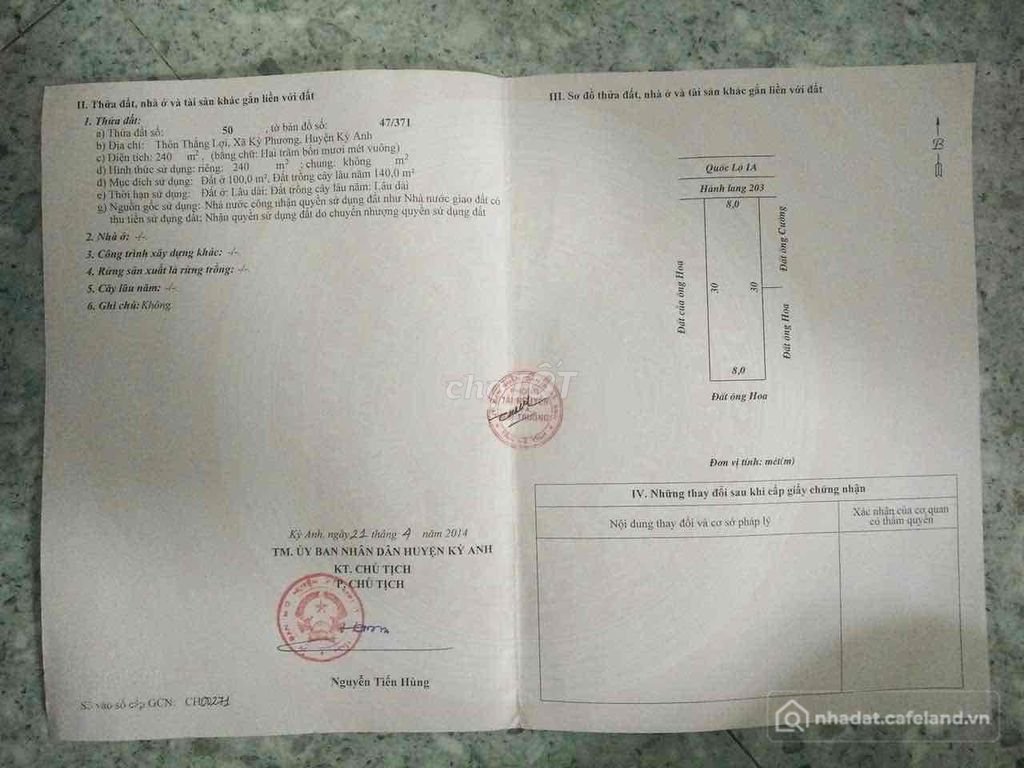 II. Thửa đất, nhà ở và tài sản khác gắn liền với đất
1. Thửa đất:
a) Thửa đất số: 50 , tờ bản đồ số: 47/371
b) Địa chỉ: Thôn Thắng Lợi, Xã Kỳ Phương, Huyện Kỳ Anh
c) Diện tích: 240 m², (bằng chữ: Hai trăm bốn mươi mét vuông)
d) Hình thức sử dụng: riêng: 240 m²; chung: không m²
đ) Mục đích sử dụng: Đất ở 100,0 m², Đất trồng cây lâu năm 140,0 m²
e) Thời hạn sử dụng: Đất ở: Lâu dài; Đất trồng cây lâu năm: Lâu dài
g) Nguồn gốc sử dụng: Nhà nước công nhận quyền sử dụng đất như Nhà nước giao đất có
thu tiền sử dụng đất; Nhận quyền sử dụng đất do chuyển nhượng quyền sử dụng đất
2. Nhà ở: -/-
3. Công trình xây dựng khác: -/-
4. Rừng sản xuất là rừng trồng: -/-
5. Cây lâu năm: -/-
6. Ghi chú: Không
Kỳ Anh, ngày 21 tháng 4 năm 2014
TM. ỦY BAN NHÂN DÂN HUYỆN KỲ ANH
KT. CHỦ TỊCH
P. CHỦ TỊCH
Nguyễn Tiến Hùng
Số vào sổ cấp GCN: CH00271
III. Sơ đồ thửa đất, nhà ở và tài sản khác gắn liền với đất
B
Quốc Lộ 1A
Hành lang 203
8,0
Đất của ông Hoa
30
30
Đất ông Cường
Đất ông Hoa
8,0
Đất ông Hoa
Đơn vị tính: mét(m)
IV. Những thay đổi sau khi cấp giấy chứng nhận
Nội dung thay đổi và cơ sở pháp lý
Xác nhận của cơ quan
có thẩm quyền
chợTỐT
TÀI NGUYÊN
TRƯỜNG
nhadat.cafeland.vn